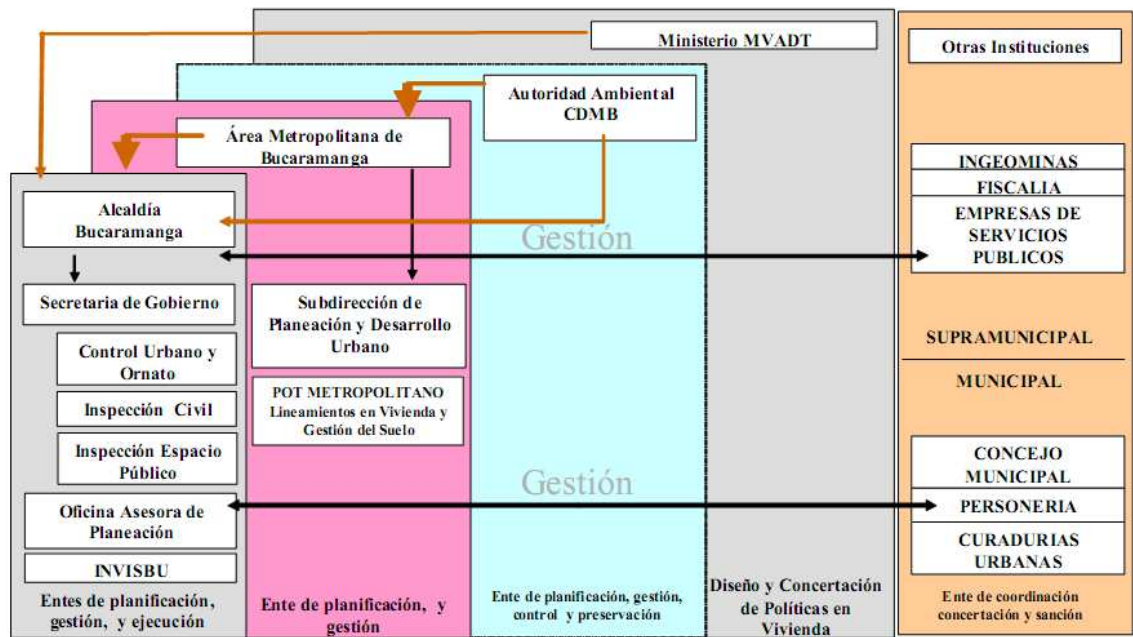 Ministerio MVADT
Otras Instituciones
Autoridad Ambiental
CDMB
Área Metropolitana de
Bucaramanga
INGEOMINAS
FISCALIA
EMPRESAS DE
SERVICIOS
PUBLICOS
Alcaldía
Bucaramanga
Gestión
Secretaria de Gobierno
Subdirección de
Planeación y Desarrollo
Urbano
Control Urbano y
Ornato
SUPRAMUNICIPAL
MUNICIPAL
POT METROPOLITANO
Lineamientos en Vivienda y
Gestión del Suelo
Inspección Civil
Inspección Espacio
Público
CONCEJO
MUNICIPAL
Gestión
PERSONERIA
Oficina Asesora de
Planeación
CURADURIAS
URBANAS
INVISBU
Entes de planificación,
gestión, y ejecución
Ente de planificación, y
gestión
Ente de planificación, gestión,
control y preservación
Diseño y Concertación
de Políticas en
Vivienda
Ente de coordinación
concertación y sanción